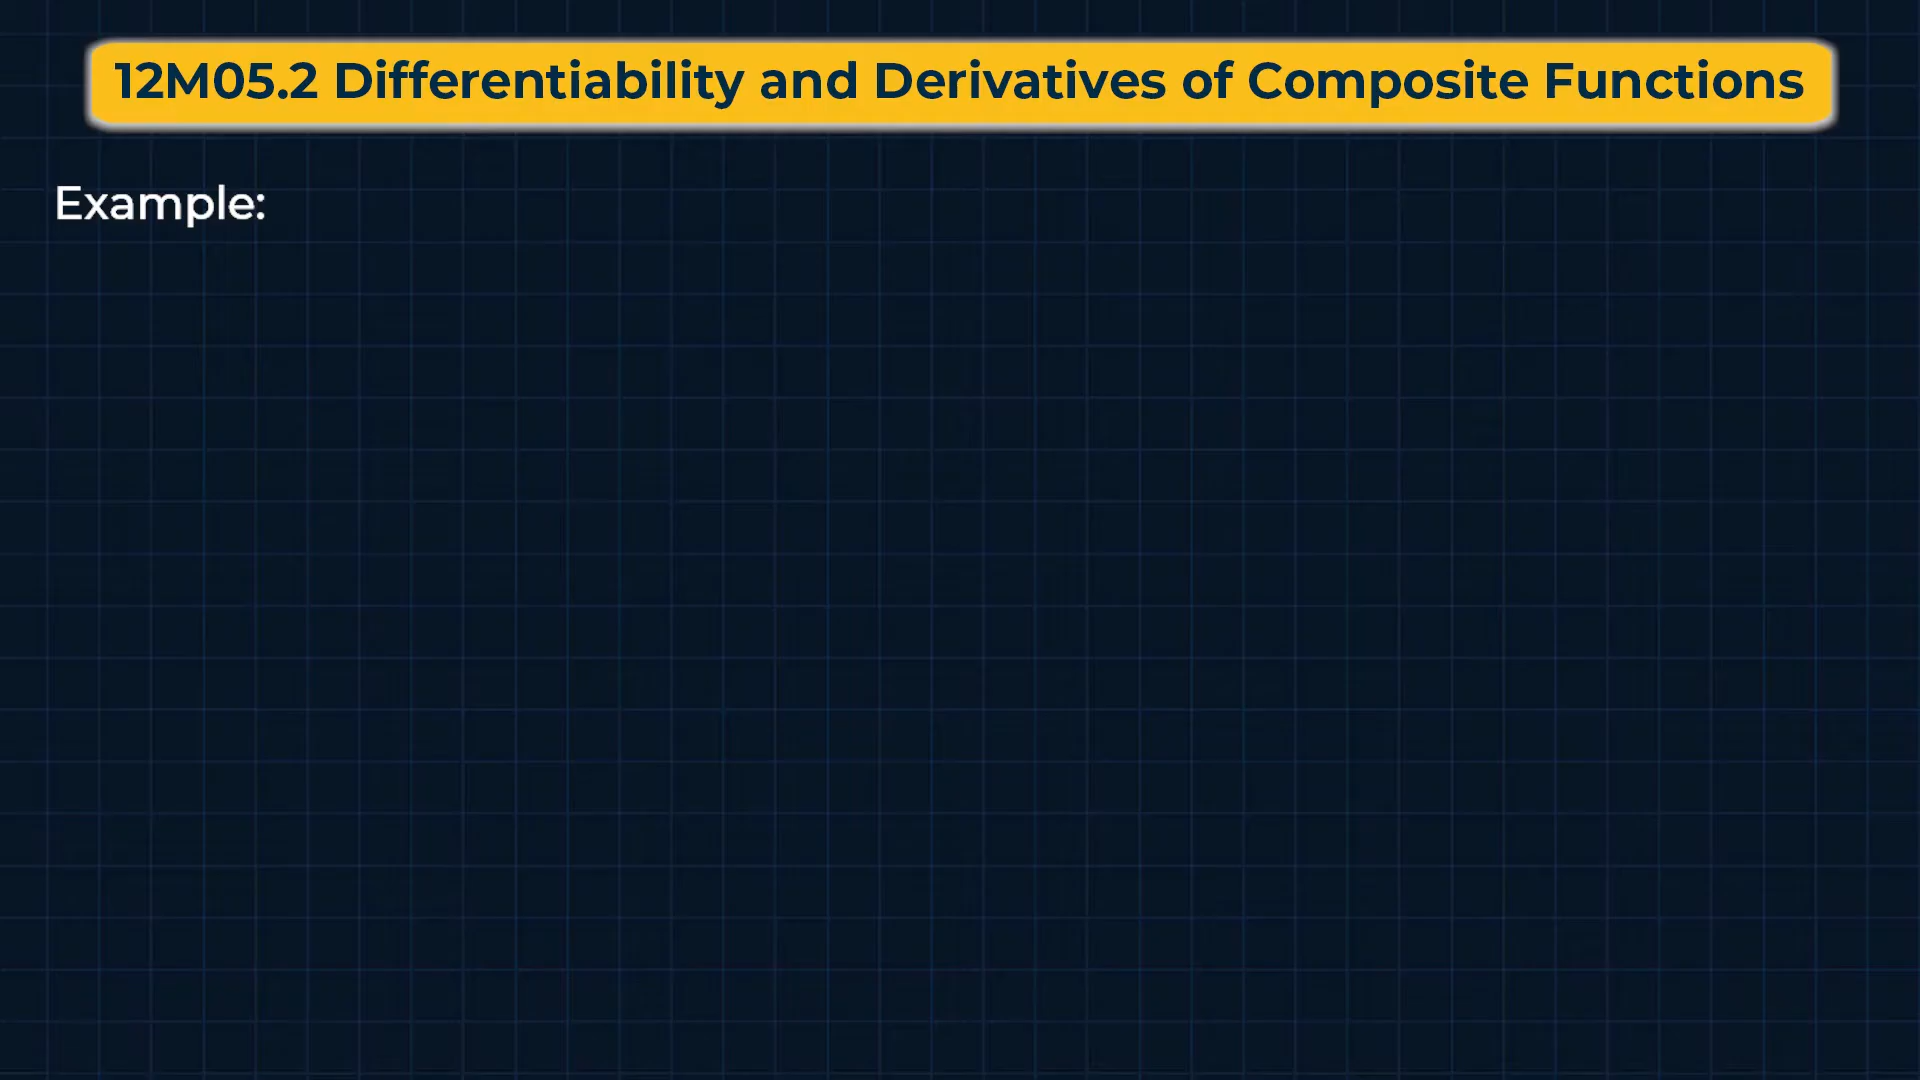 12M05.2 Differentiability and Derivatives of Composite Functions
Example: